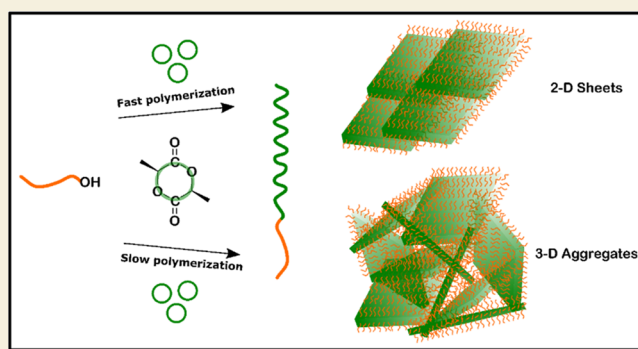 Fast polymerization
O
C
O
O
C
O
OH
Slow polymerization
2-D Sheets
3-D Aggregates